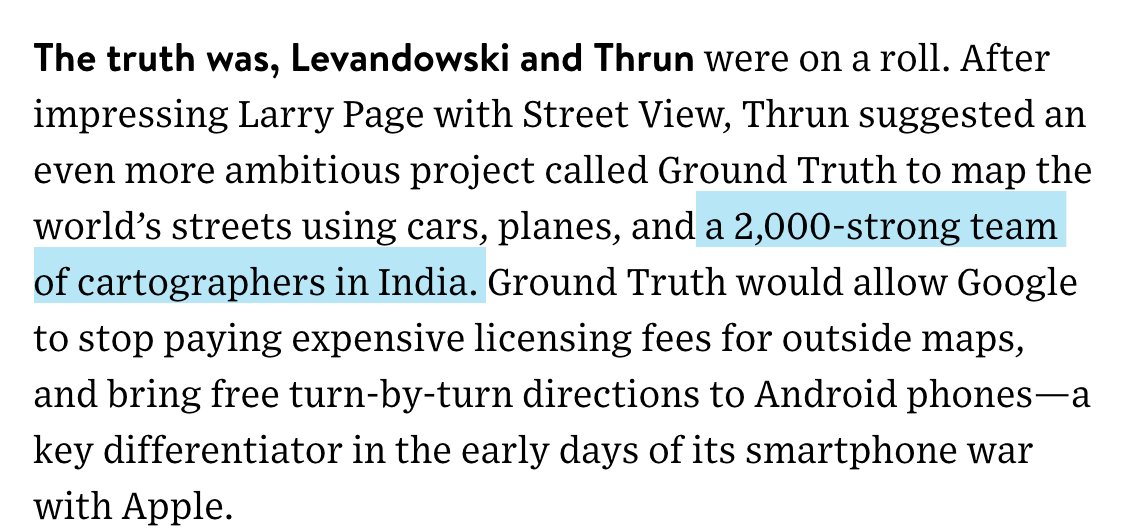 The truth was, Levandowski and Thrun were on a roll. After
impressing Larry Page with Street View, Thrun suggested an
even more ambitious project called Ground Truth to map the
world’s streets using cars, planes, and a 2,000-strong team
of cartographers in India. Ground Truth would allow Google
to stop paying expensive licensing fees for outside maps,
and bring free turn-by-turn directions to Android phones—a
key differentiator in the early days of its smartphone war
with Apple.